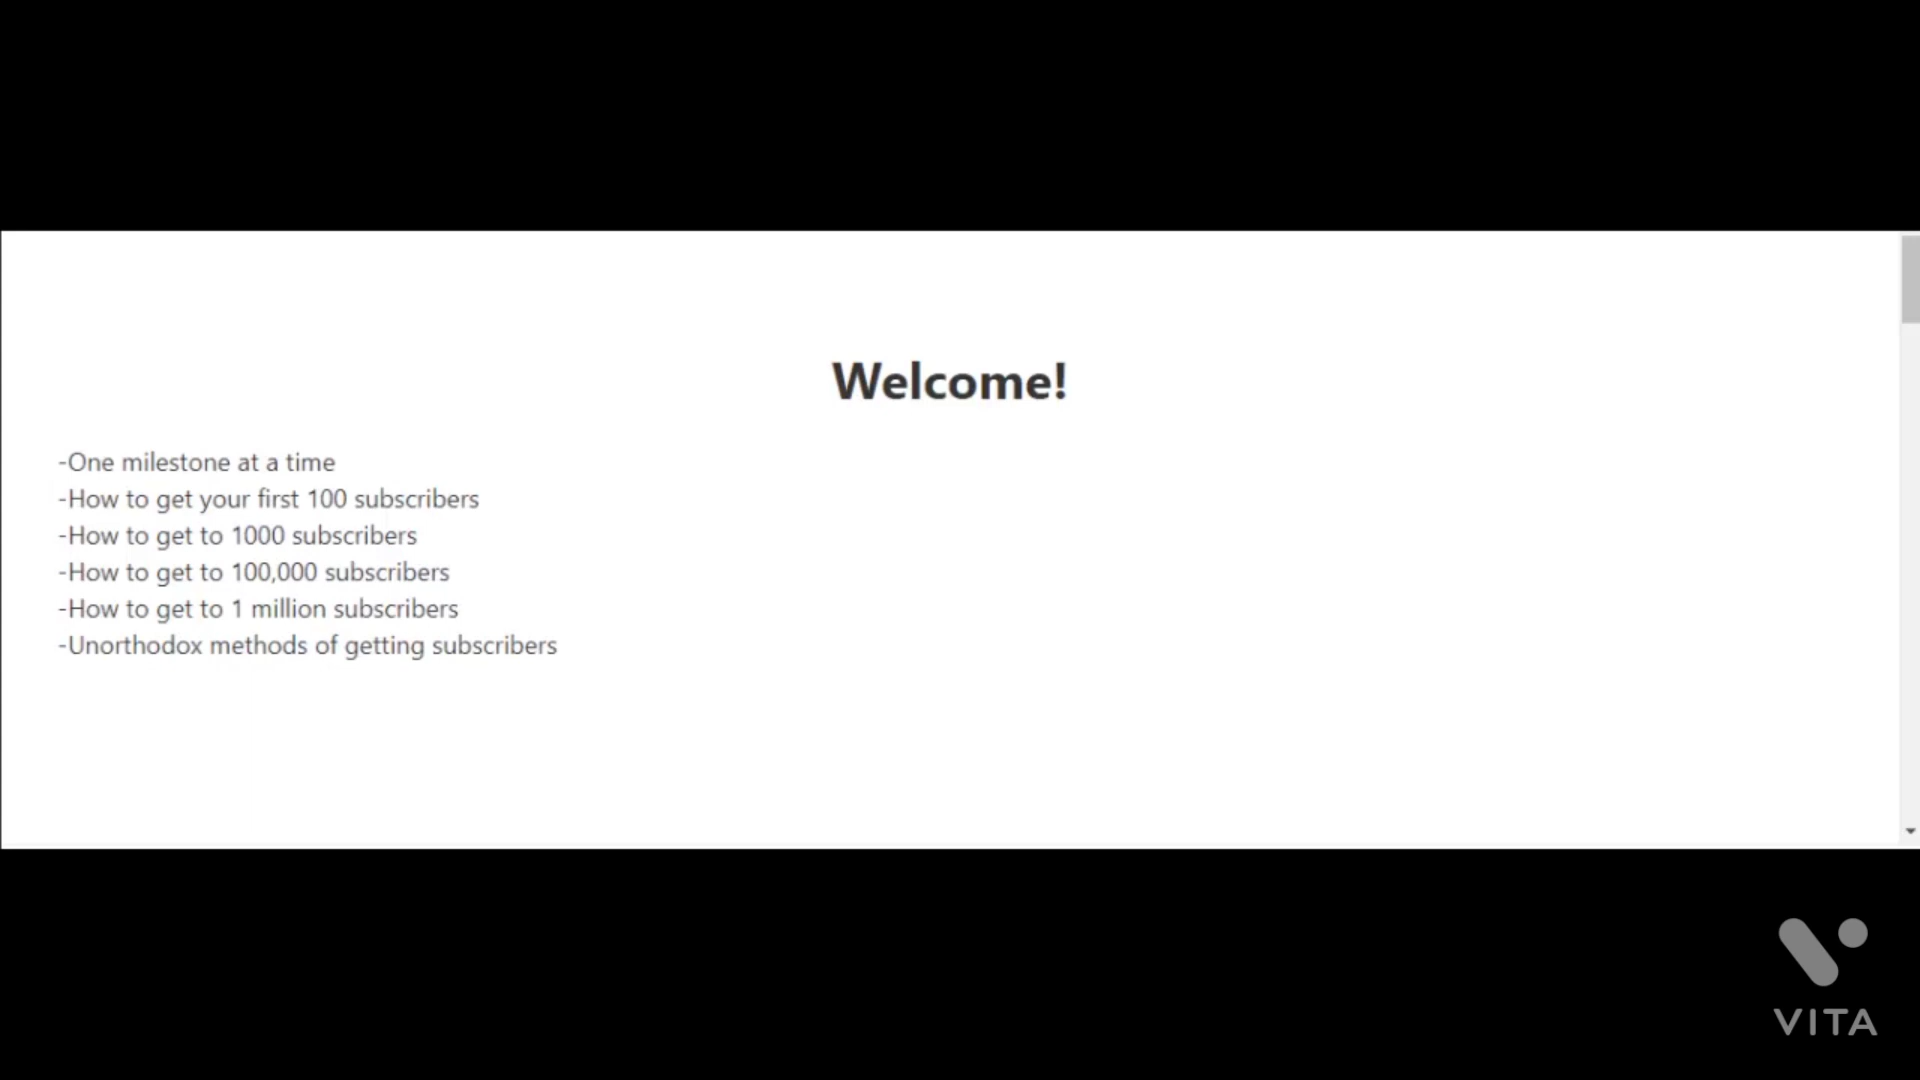 Welcome!
-One milestone at a time
-How to get your first 100 subscribers
-How to get to 1000 subscribers
-How to get to 100,000 subscribers
-How to get to 1 million subscribers
-Unorthodox methods of getting subscribers
VITA